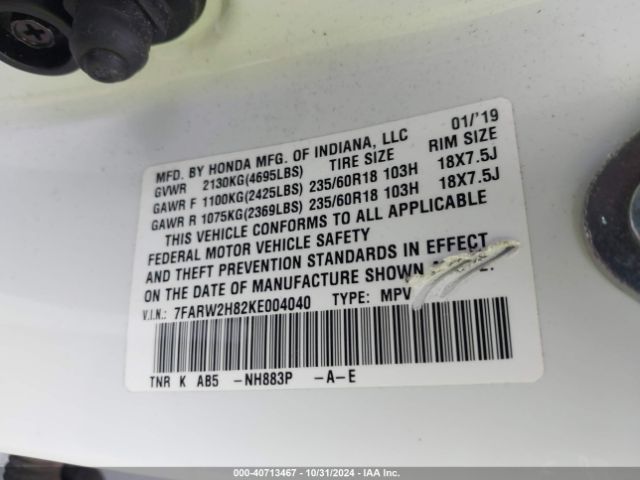 MFD. BY HONDA MFG. OF INDIANA, LLC 01/'19
GVWR 2130KG(4695LBS) TIRE SIZE RIM SIZE
GAWR F 1100KG(2425LBS) 235/60R18 103H 18X7.5J
GAWR R 1075KG(2369LBS) 235/60R18 103H 18X7.5J
THIS VEHICLE CONFORMS TO ALL APPLICABLE
FEDERAL MOTOR VEHICLE SAFETY
AND THEFT PREVENTION STANDARDS IN EFFECT
ON THE DATE OF MANUFACTURE SHOWN
V.I.N.: 7FARW2H82KE004040 TYPE: MPV
TNR K AB5 -NH883P -A-E
000-40713467 - 10/31/2024 - IAA Inc.